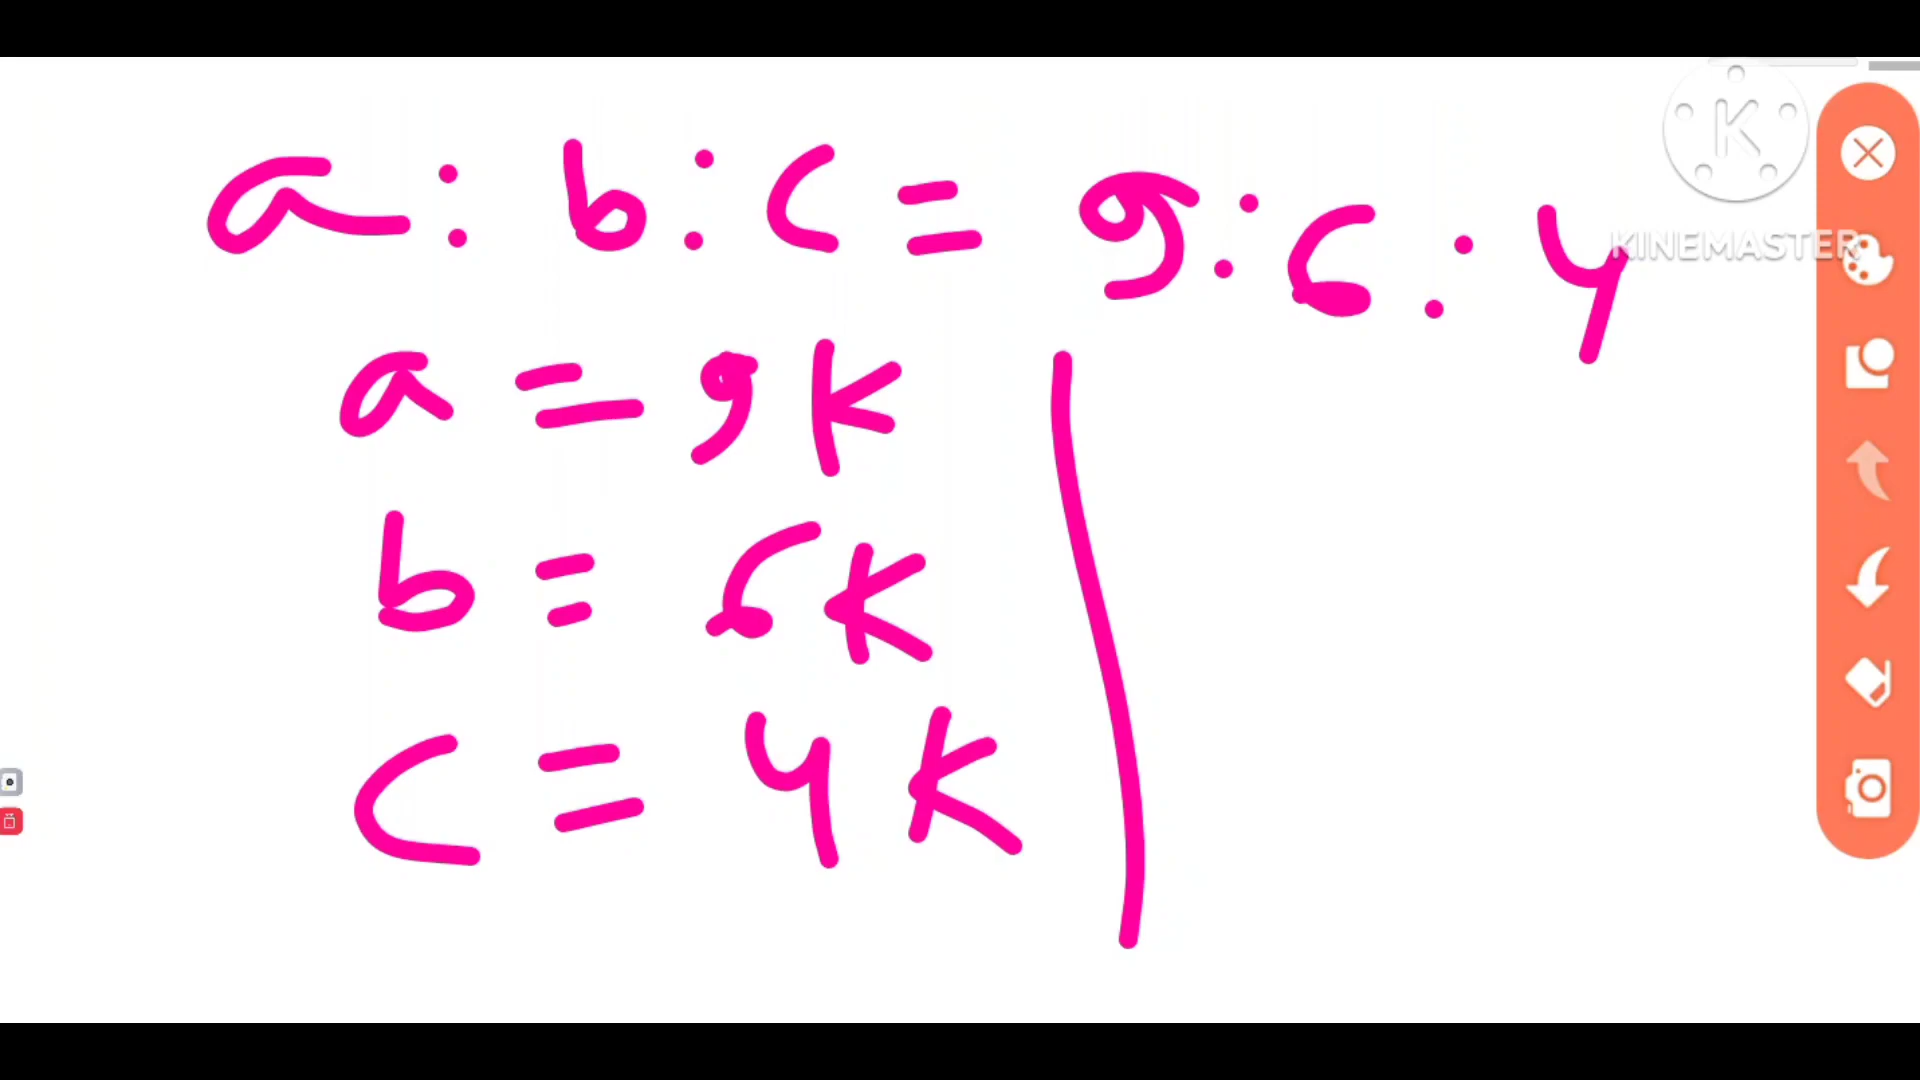 a : b : c = 9 : 6 : 4
K
KINEMASTER
a = 9k
b = 6k
c = 4k